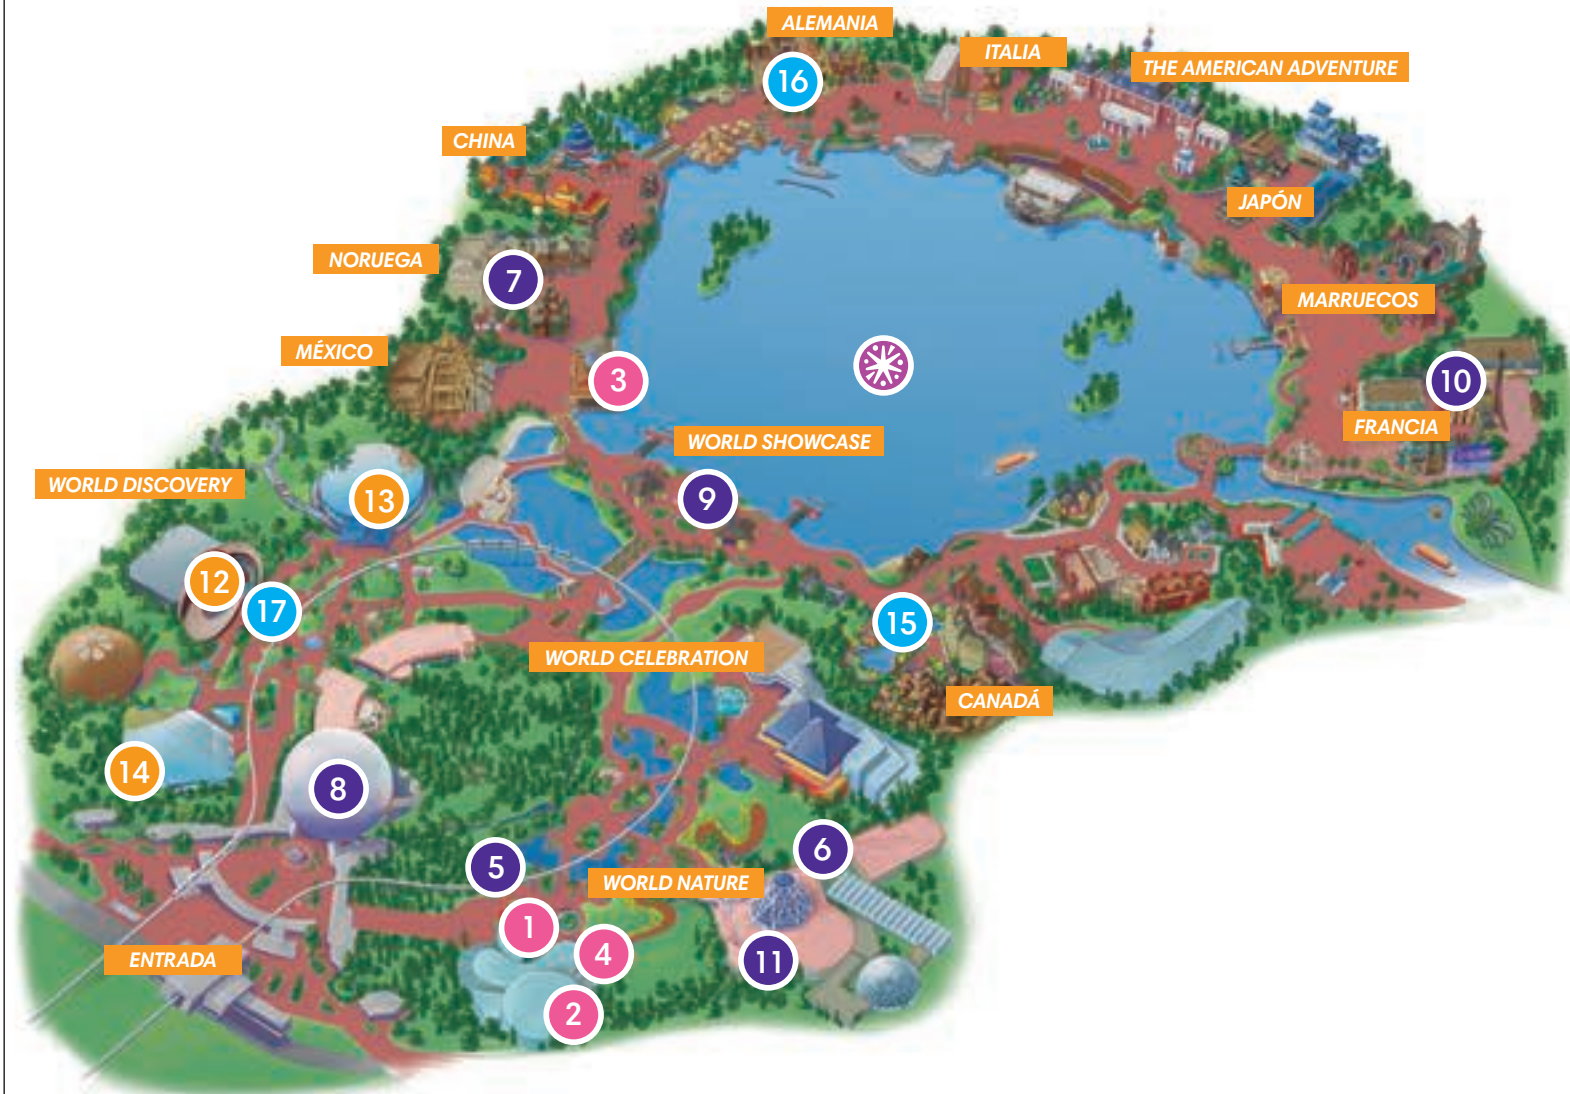 ALEMANIA
ITALIA
THE AMERICAN ADVENTURE
16
CHINA
JAPÓN
NORUEGA
7
MARRUECOS
MÉXICO
3
10
FRANCIA
WORLD SHOWCASE
WORLD DISCOVERY
13
9
12
17
15
WORLD CELEBRATION
CANADÁ
14
8
6
5
WORLD NATURE
1
4
11
ENTRADA
2